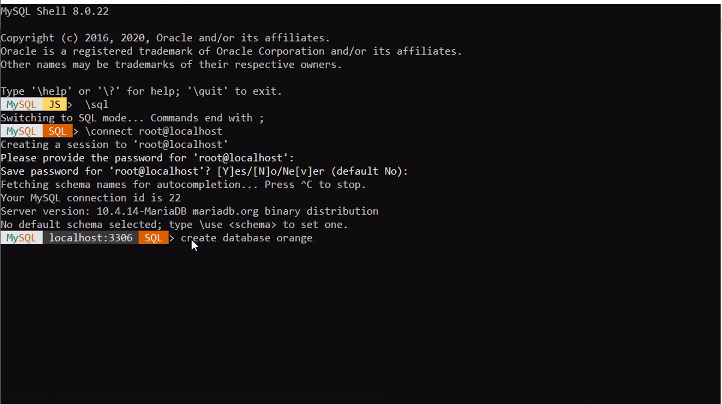 MySQL Shell 8.0.22
Copyright (c) 2016, 2020, Oracle and/or its affiliates.
Oracle is a registered trademark of Oracle Corporation and/or its affiliates.
Other names may be trademarks of their respective owners.
Type '\help' or '\?' for help; '\quit' to exit.
MySQL JS > \sql
Switching to SQL mode... Commands end with ;
MySQL SQL > \connect root@localhost
Creating a session to 'root@localhost'
Please provide the password for 'root@localhost':
Save password for 'root@localhost'? [Y]es/[N]o/Ne[v]er (default No):
Fetching schema names for autocompletion... Press ^C to stop.
Your MySQL connection id is 22
Server version: 10.4.14-MariaDB mariadb.org binary distribution
No default schema selected; type \use <schema> to set one.
MySQL localhost:3306 SQL > create database orange